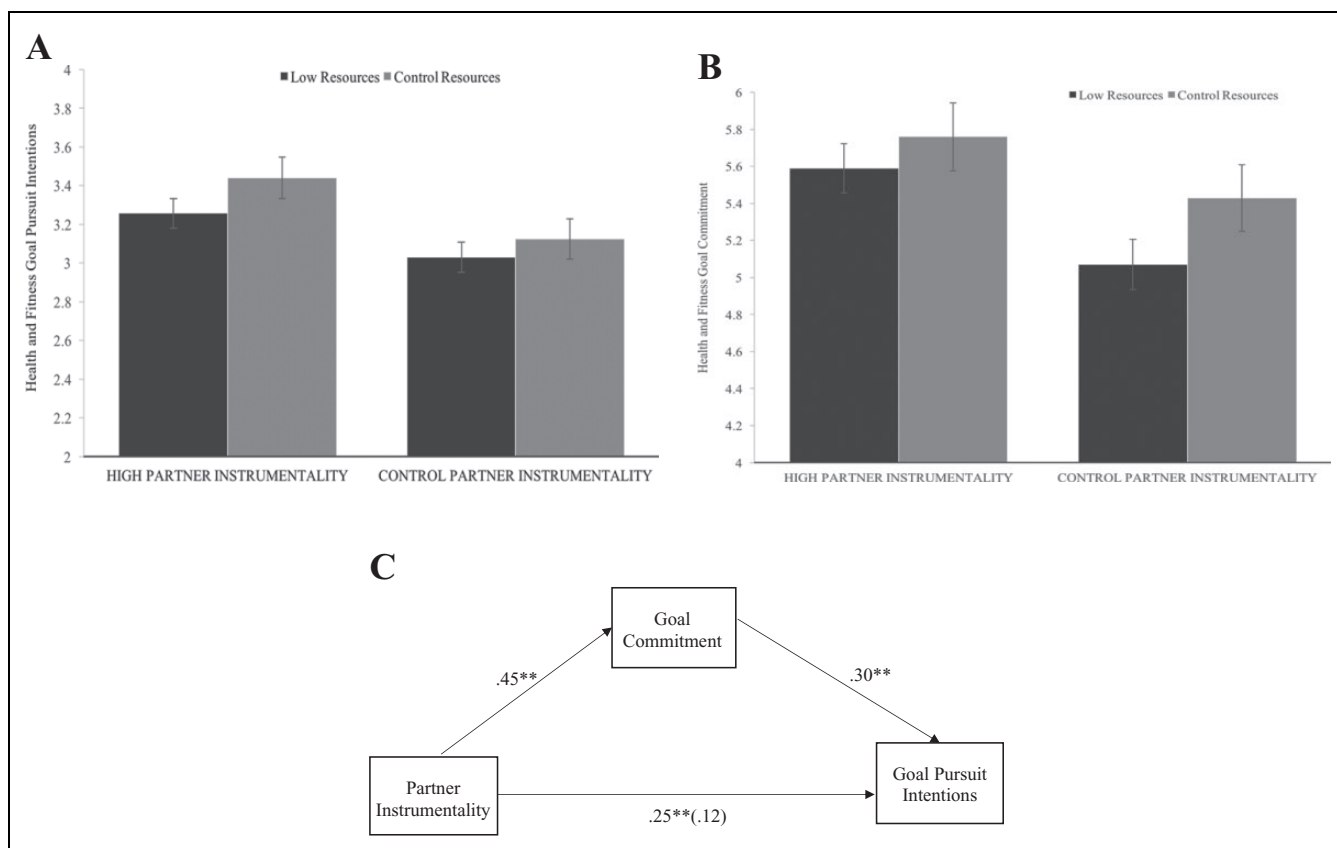 A
Low Resources Control Resources
Health and Fitness Goal Pursuit Intentions
4
3.8
3.6
3.4
3.2
3
2.8
2.6
2.4
2.2
2
HIGH PARTNER INSTRUMENTALITY CONTROL PARTNER INSTRUMENTALITY
B
Low Resources Control Resources
Health and Fitness Goal Commitment
6
5.8
5.6
5.4
5.2
5
4.8
4.6
4.4
4.2
4
HIGH PARTNER INSTRUMENTALITY CONTROL PARTNER INSTRUMENTALITY
C
Goal
Commitment
.45**
.30**
Partner
Instrumentality
Goal Pursuit
Intentions
.25**(.12)